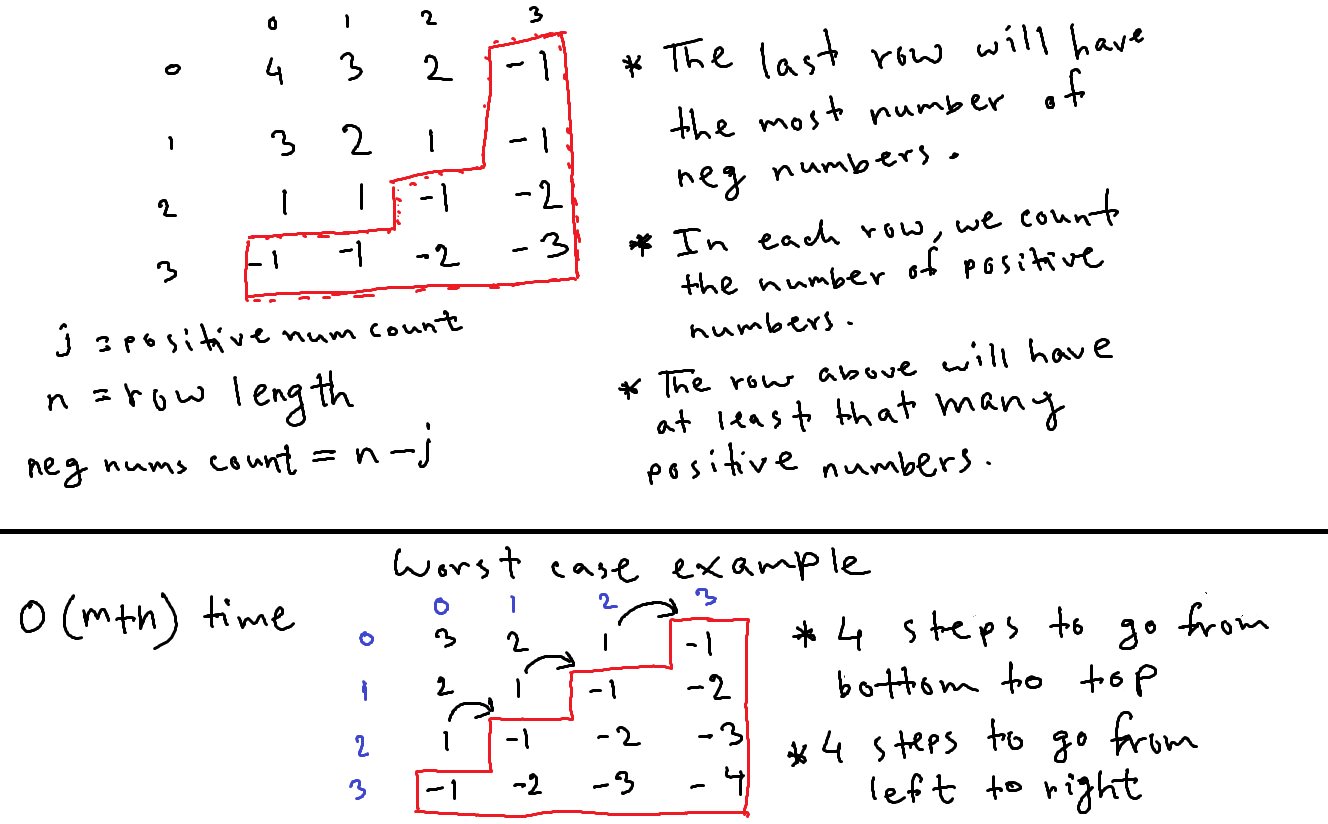 0 1 2 3
0 4 3 2 -1
1 3 2 1 -1
2 1 1 -1 -2
3 -1 -1 -2 -3
j = positive num count
n = row length
neg nums count = n-j
* The last row will have
the most number of
neg numbers.
* In each row, we count
the number of positive
numbers.
* The row above will have
at least that many
positive numbers.
Worst case example
O(m+n) time
0 1 2 3
0 3 2 1 -1
1 2 1 -1 -2
2 1 -1 -2 -3
3 -1 -2 -3 -4
* 4 steps to go from
bottom to top
* 4 steps to go from
left to right